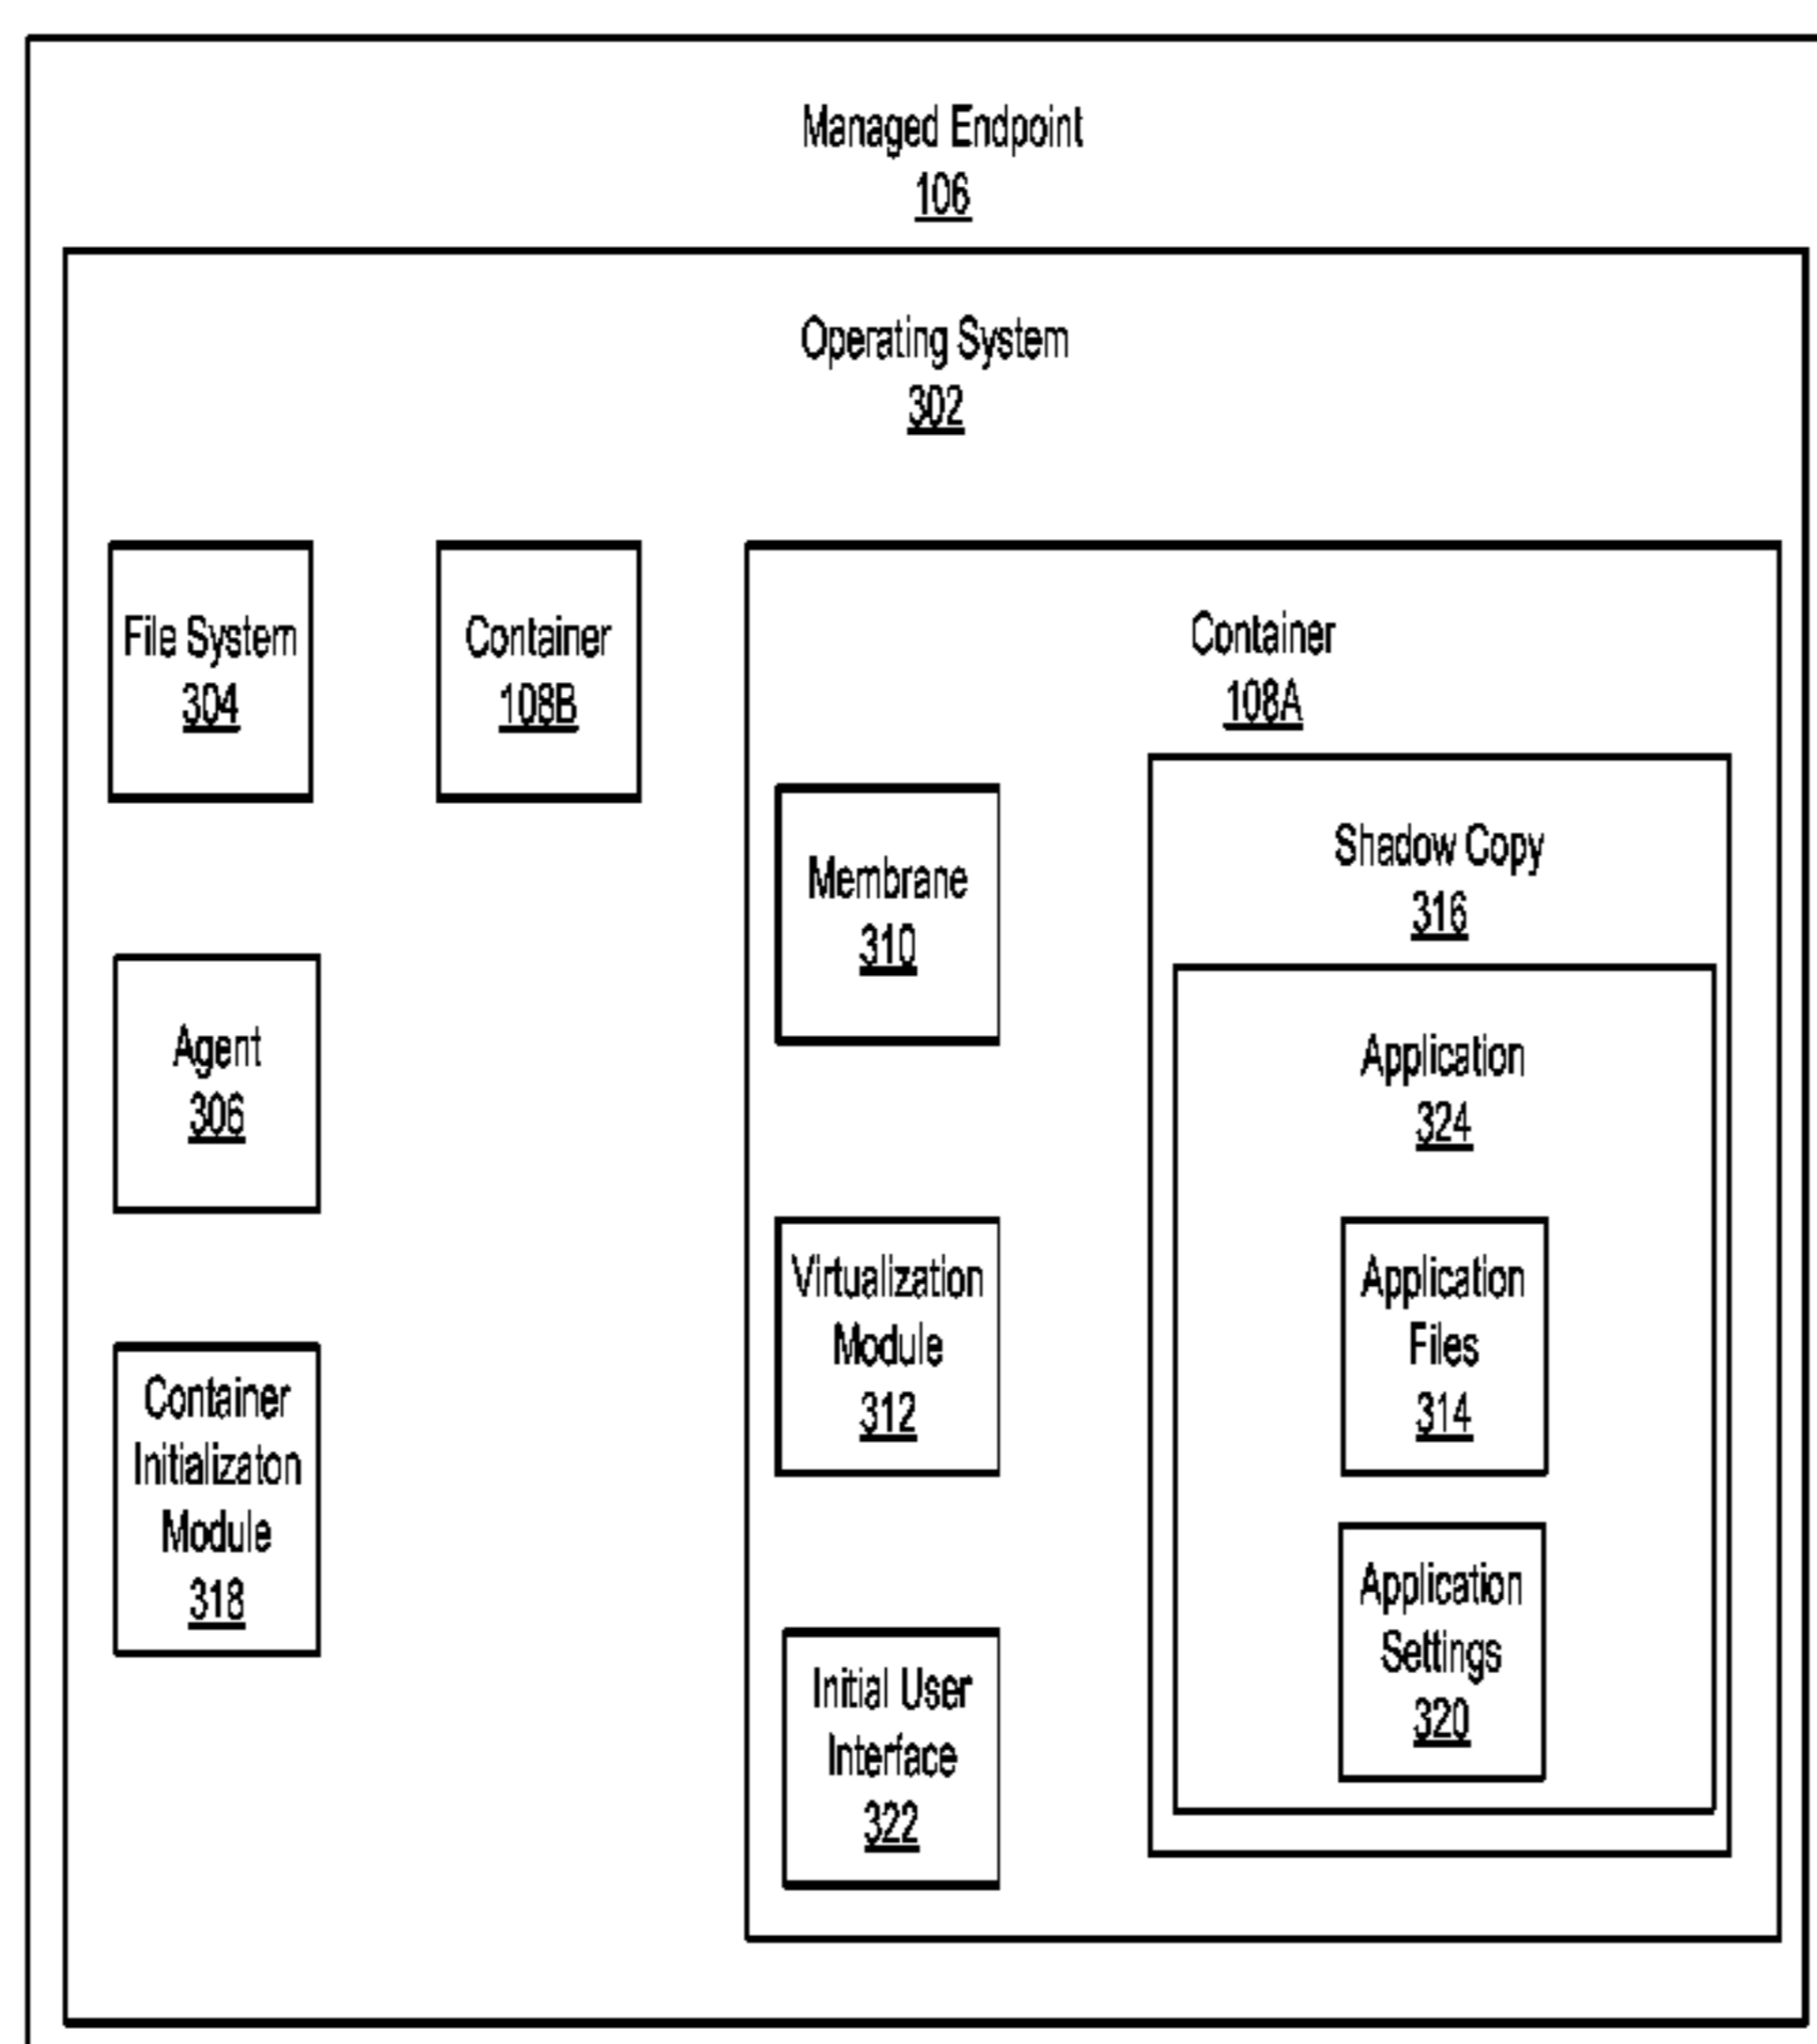 Managed Endpoint
106
Operating System
302
File System
304
Container
108B
Container
108A
Membrane
310
Shadow Copy
316
Agent
306
Application
324
Virtualization
Module
312
Application
Files
314
Container
Initializaton
Module
318
Initial User
Interface
322
Application
Settings
320